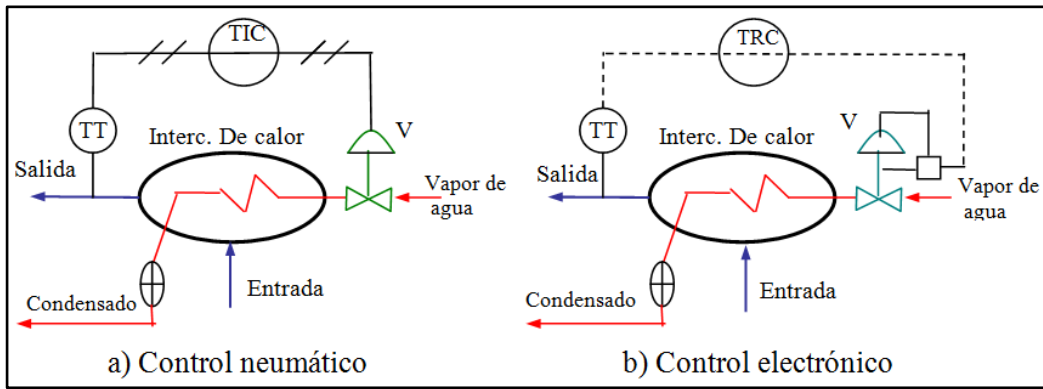 TIC
TT
Interc. De calor
V
Salida
Vapor de
agua
Entrada
Condensado
a) Control neumático
TRC
TT
Interc. De calor
V
Salida
Vapor de
agua
Entrada
Condensado
b) Control electrónico